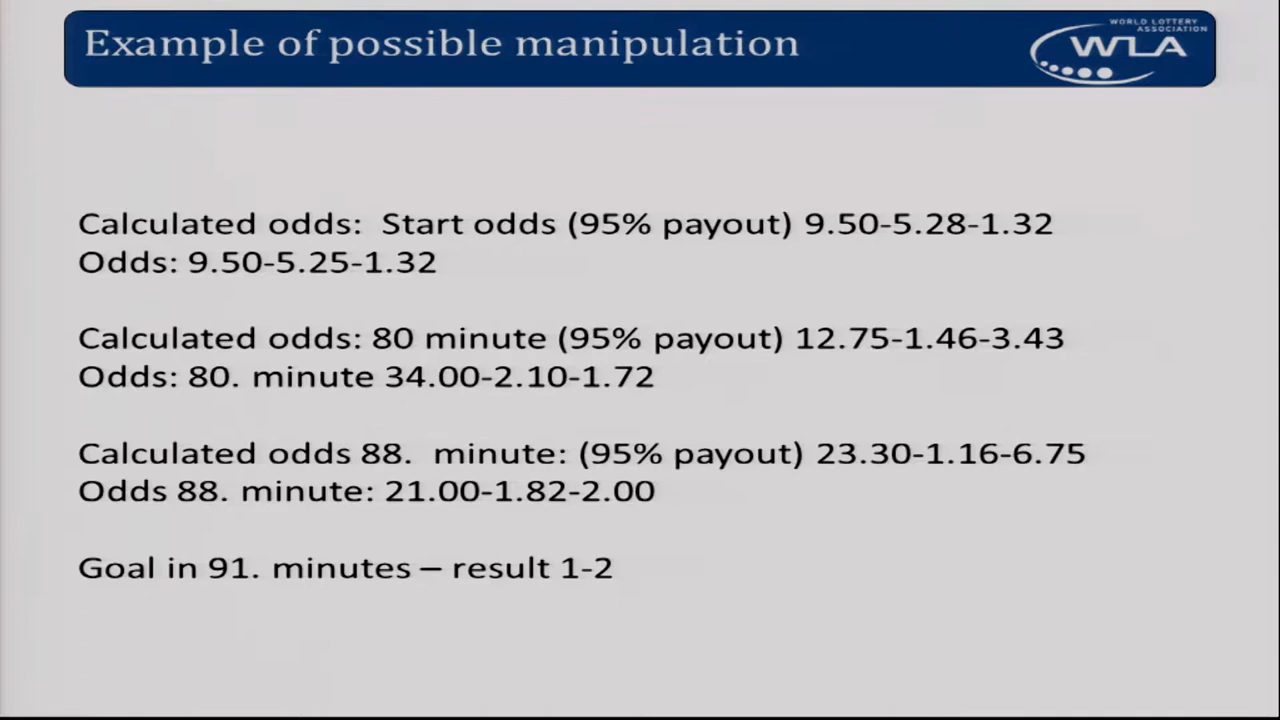 Example of possible manipulation
WORLD LOTTERY
ASSOCIATION
WLA
Calculated odds:  Start odds (95% payout) 9.50-5.28-1.32
Odds: 9.50-5.25-1.32
Calculated odds: 80 minute (95% payout) 12.75-1.46-3.43
Odds: 80. minute 34.00-2.10-1.72
Calculated odds 88.  minute: (95% payout) 23.30-1.16-6.75
Odds 88. minute: 21.00-1.82-2.00
Goal in 91. minutes – result 1-2